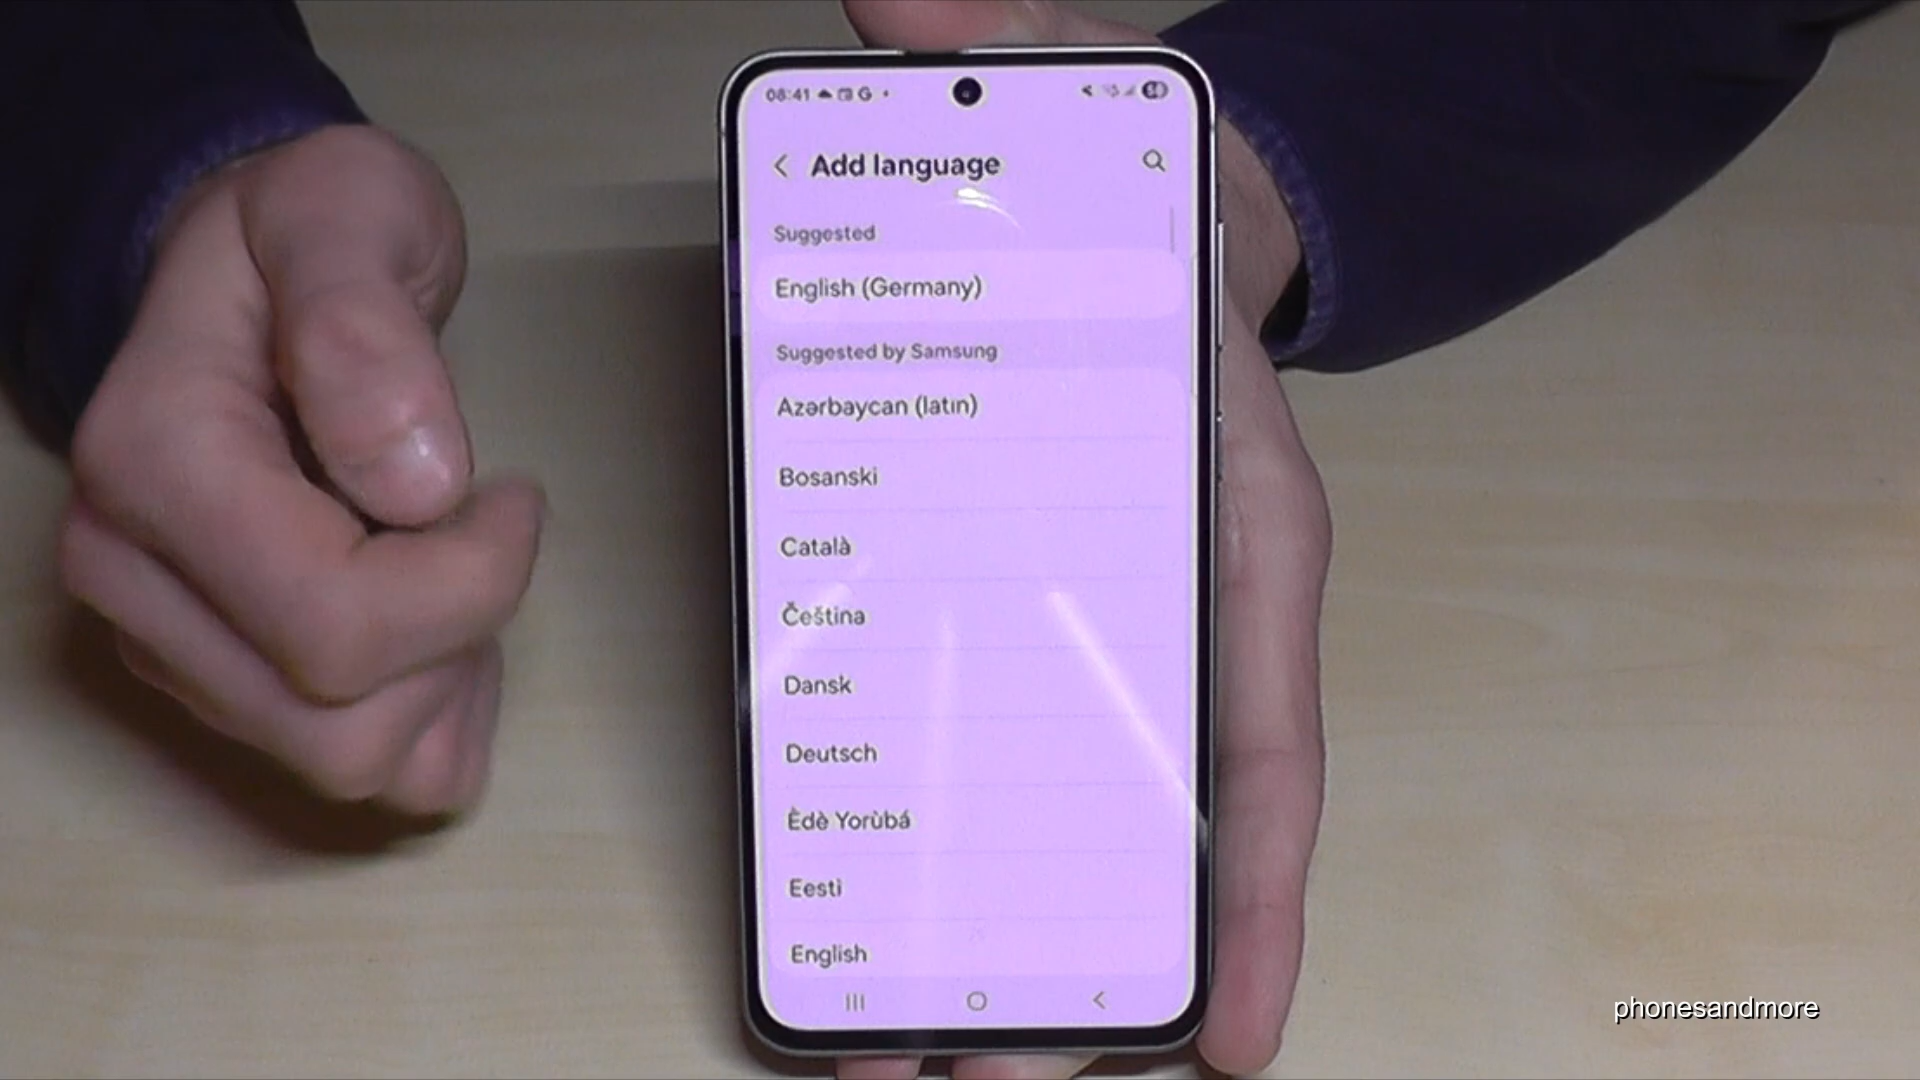 08:41 G
Add language
Suggested
English (Germany)
Suggested by Samsung
Azərbaycan (latın)
Bosanski
Català
Čeština
Dansk
Deutsch
Èdè Yorùbá
Eesti
English
phonesandmore